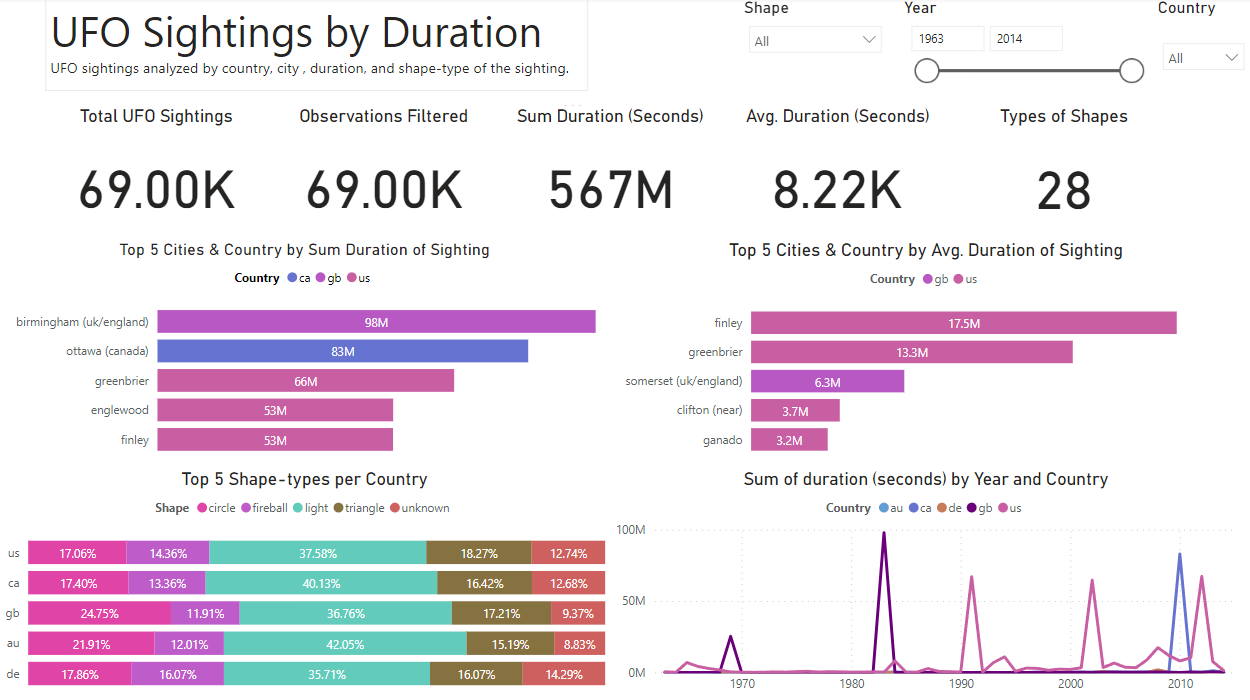 UFO Sightings by Duration
UFO sightings analyzed by country, city , duration, and shape-type of the sighting.
Shape
All
Year
1963 2014
Country
All
Total UFO Sightings
69.00K
Observations Filtered
69.00K
Sum Duration (Seconds)
567M
Avg. Duration (Seconds)
8.22K
Types of Shapes
28
Top 5 Cities & Country by Sum Duration of Sighting
Country ca gb us
birmingham (uk/england) 98M
ottawa (canada) 83M
greenbrier 66M
englewood 53M
finley 53M
Top 5 Cities & Country by Avg. Duration of Sighting
Country gb us
finley 17.5M
greenbrier 13.3M
somerset (uk/england) 6.3M
clifton (near) 3.7M
ganado 3.2M
Top 5 Shape-types per Country
Shape circle fireball light triangle unknown
us 17.06% 14.36% 37.58% 18.27% 12.74%
ca 17.40% 13.36% 40.13% 16.42% 12.68%
gb 24.75% 11.91% 36.76% 17.21% 9.37%
au 21.91% 12.01% 42.05% 15.19% 8.83%
de 17.86% 16.07% 35.71% 16.07% 14.29%
Sum of duration (seconds) by Year and Country
Country au ca de gb us
100M
50M
0M
1970 1980 1990 2000 2010